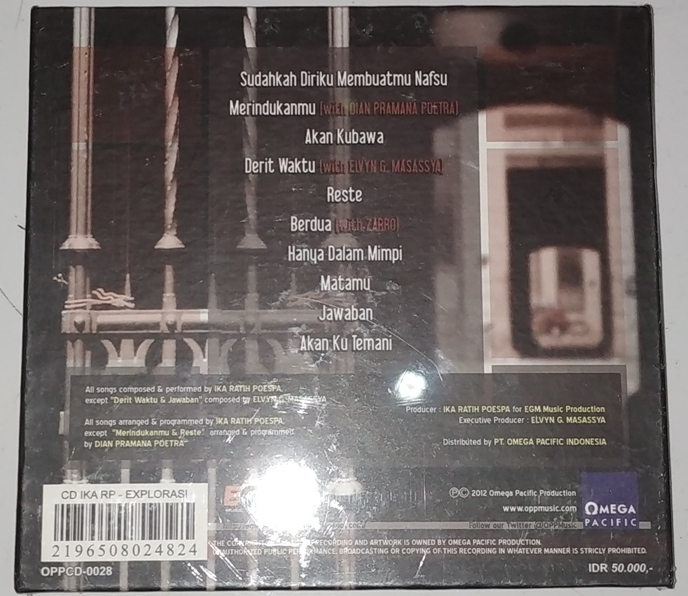 Sudahkah Diriku Membuatmu Nafsu
Merindukanmu (with DIAN PRAMANA POETRA)
Akan Kubawa
Derit Waktu (with ELVYN G. MASASSYA)
Reste
Berdua (with ZARRO)
Hanya Dalam Mimpi
Matamu
Jawaban
Akan Ku Temani
All songs composed & performed by IKA RATIH POESPA,
except "Derit Waktu & Jawaban" composed by ELVYN G. MASASSYA
All songs arranged & programmed by IKA RATIH POESPA,
except "Merindukanmu & Reste" arranged & programmed
by DIAN PRAMANA POETRA"
Producer : IKA RATIH POESPA for EGM Music Production
Executive Producer : ELVYN G. MASASSYA
Distributed by PT. OMEGA PACIFIC INDONESIA
CD IKA RP - EXPLORASI
2196508024824
OPPCD-0028
℗© 2012 Omega Pacific Production
www.oppmusic.com
Follow our Twitter @OPPMusic
OMEGA
PACIFIC
RECORDING AND ARTWORK IS OWNED BY OMEGA PACIFIC PRODUCTION.
PUBLIC PERFORMANCE, BROADCASTING OR COPYING OF THIS RECORDING IN WHATEVER MANNER IS STRICLY PROHIBITED.
IDR 50.000,-